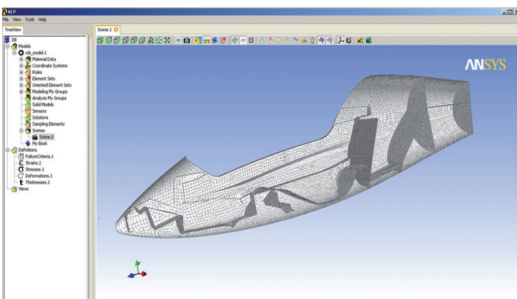 ACP
File View Tools Help
TreeView
Scene.1
DB
Models
Material Data
Coordinate Systems
Rules
Element Sets
Oriented Element Sets
Modeling Ply Groups
Analysis Ply Groups
Solid Models
Sensors
Solutions
Sampling Elements
Scenes
Scene.1
Ply Book
Definitions
FailureCriteria.1
Strains.1
Stresses.1
Deformations.1
Thicknesses.1
Views
ANSYS